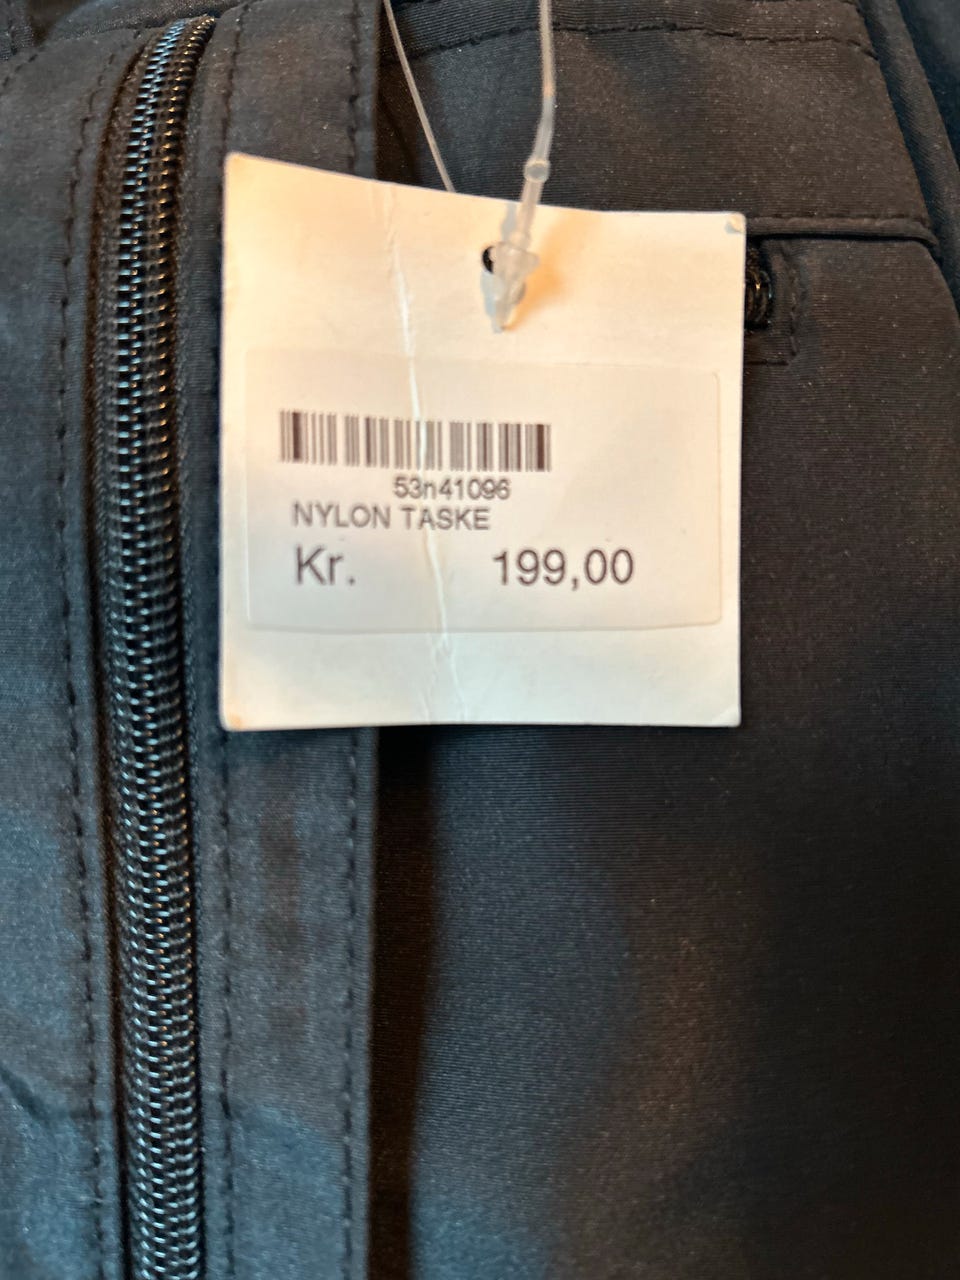 53n41096
NYLON TASKE
Kr. 199,00